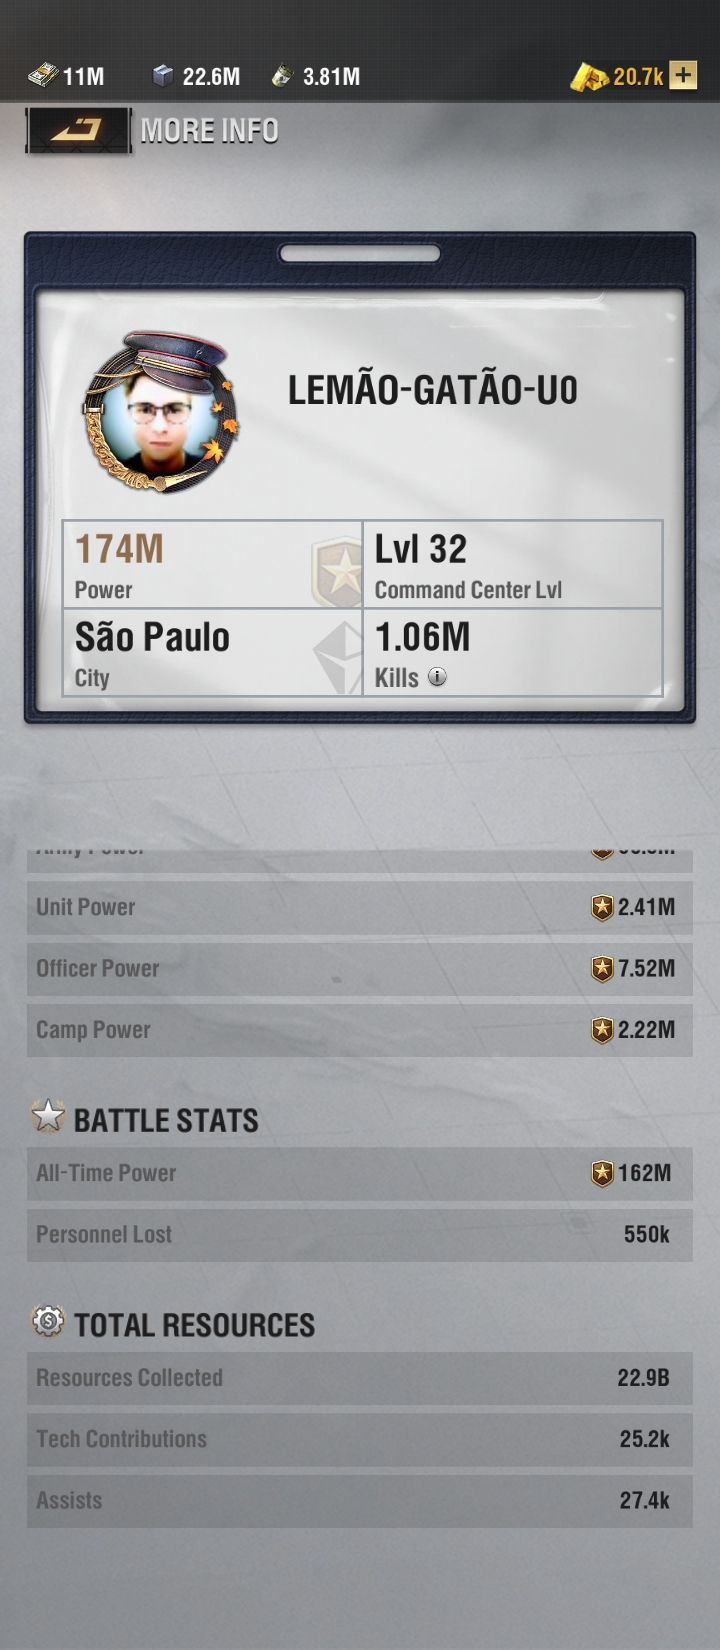 11M 22.6M 3.81M 20.7k +
MORE INFO
LEMÃO-GATÃO-U0
174M
Power
Lvl 32
Command Center Lvl
São Paulo
City
1.06M
Kills
Army Power
Unit Power 2.41M
Officer Power 7.52M
Camp Power 2.22M
BATTLE STATS
All-Time Power 162M
Personnel Lost 550k
TOTAL RESOURCES
Resources Collected 22.9B
Tech Contributions 25.2k
Assists 27.4k